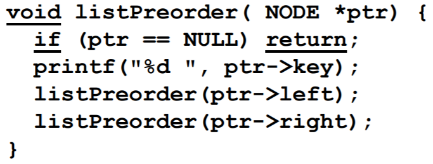 void listPreorder( NODE *ptr) {
  if (ptr == NULL) return;
  printf("%d ", ptr->key);
  listPreorder(ptr->left);
  listPreorder(ptr->right);
}